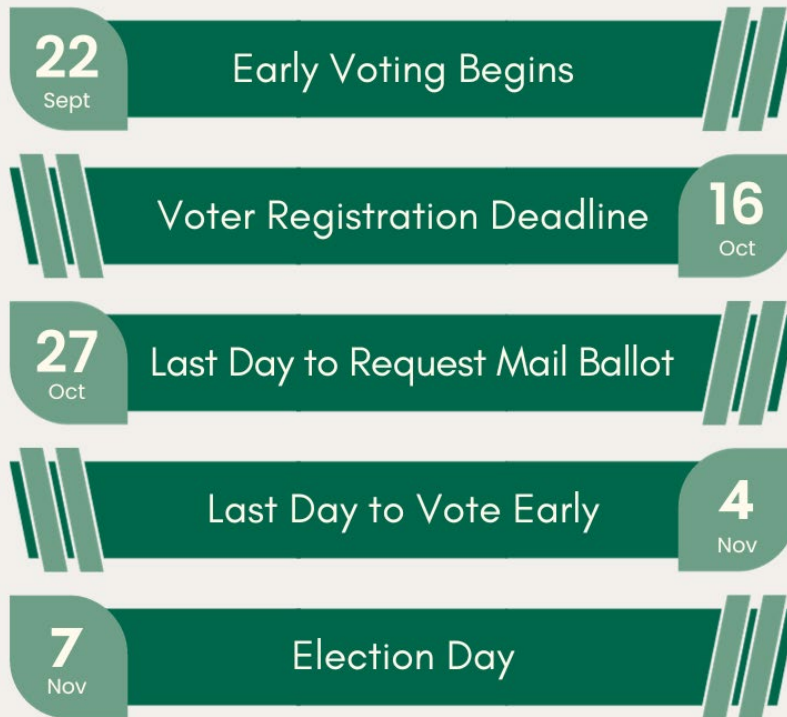 22
Sept
Early Voting Begins
Voter Registration Deadline
16
Oct
27
Oct
Last Day to Request Mail Ballot
Last Day to Vote Early
4
Nov
7
Nov
Election Day